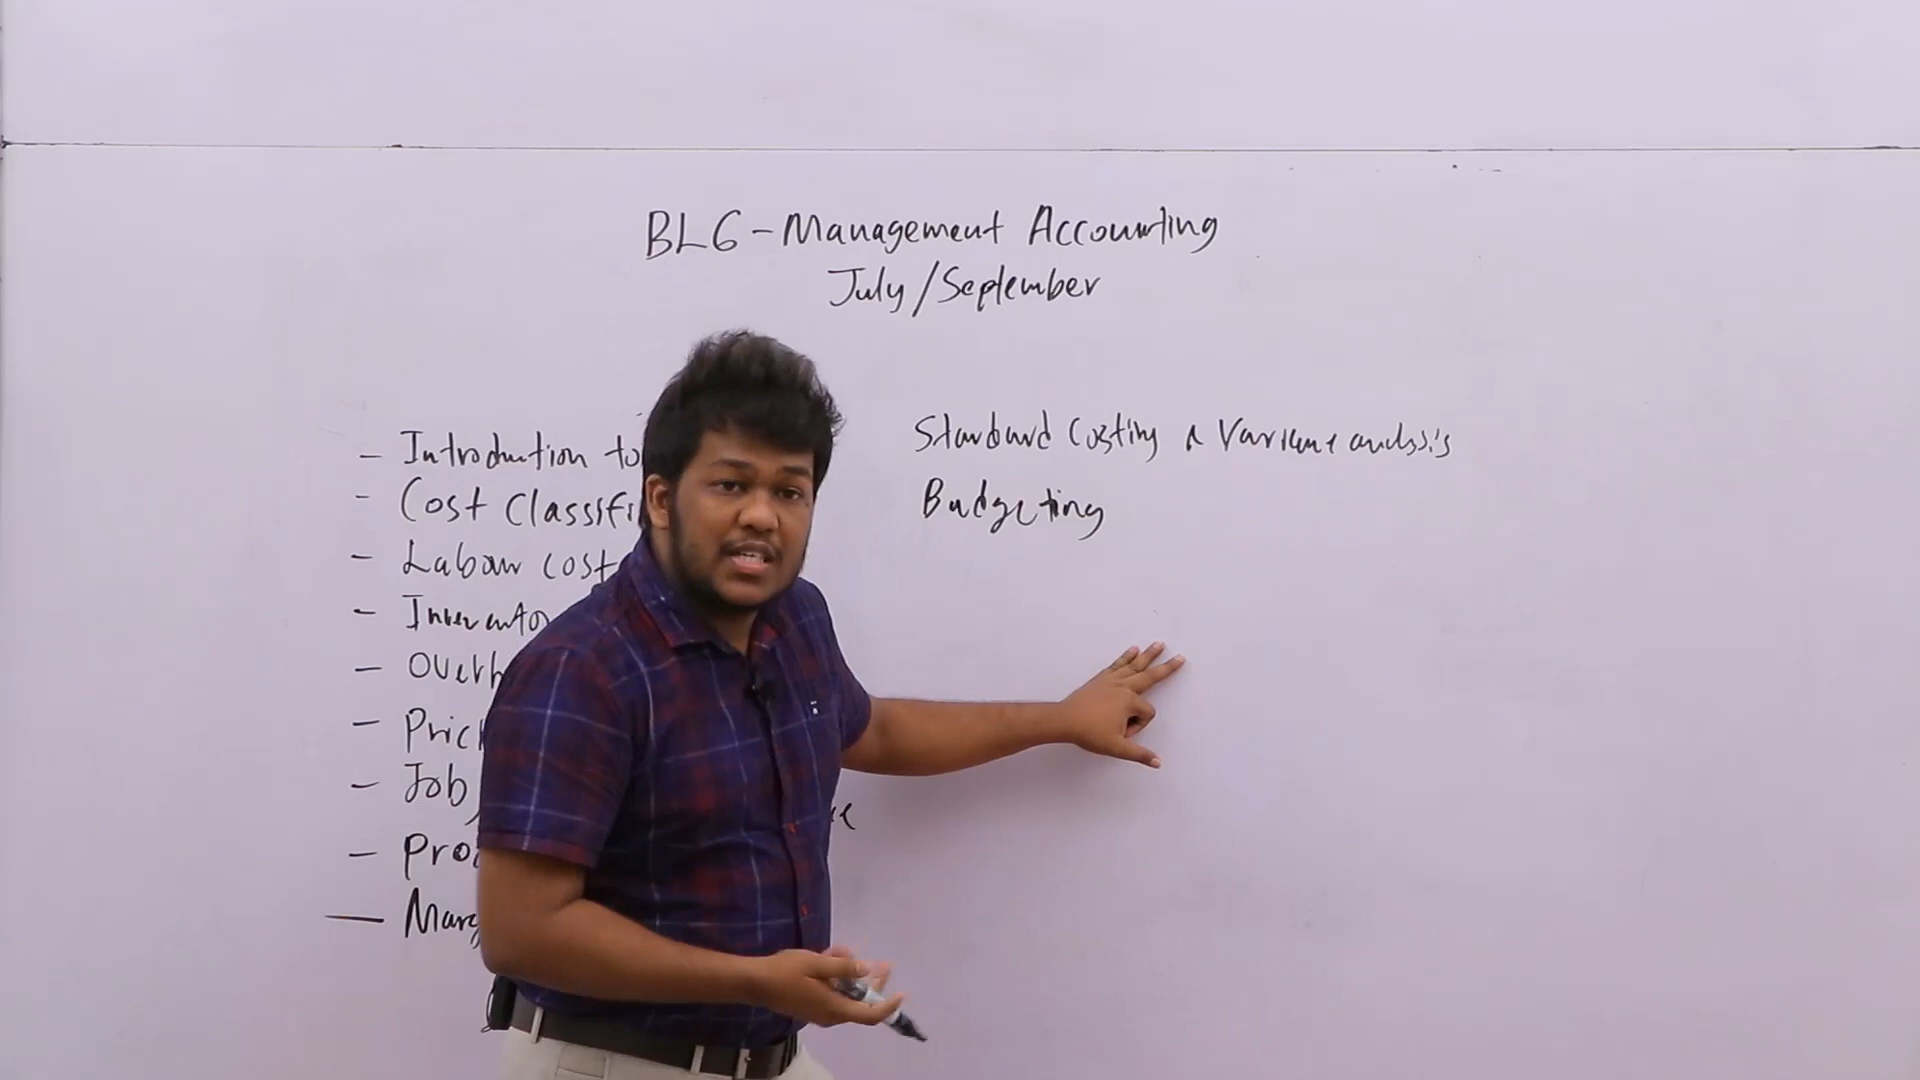 BL6 - Management Accounting
July/September
- Introduction to
- Cost Classifi
- Labour cost
- Inventor
- Overh
- Prici
- Job
- Proc
- Marg
Standard Costing & Variance analysis
Budgeting